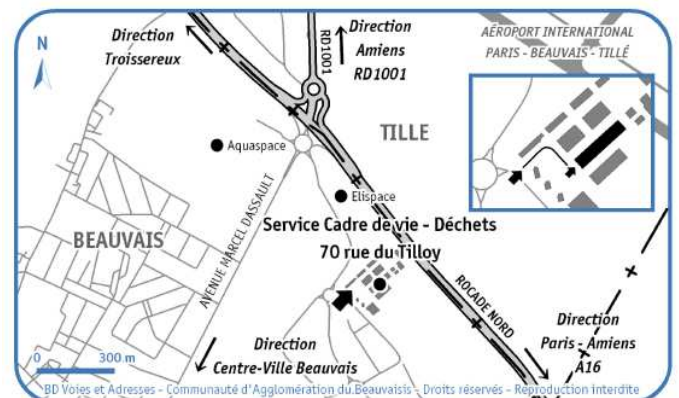 N
Direction
Troissereux
RD1001
Direction
Amiens
RD1001
AÉROPORT INTERNATIONAL
PARIS - BEAUVAIS - TILLÉ
TILLE
Aquaspace
Elispace
BEAUVAIS
AVENUE MARCEL DASSAULT
Service Cadre de vie - Déchets
70 rue du Tilloy
ROCADE NORD
Direction
Centre-Ville Beauvais
Direction
Paris - Amiens
A16
0 300 m
BD Voies et Adresses - Communauté d'Agglomération du Beauvaisis - Droits réservés - Reproduction interdite